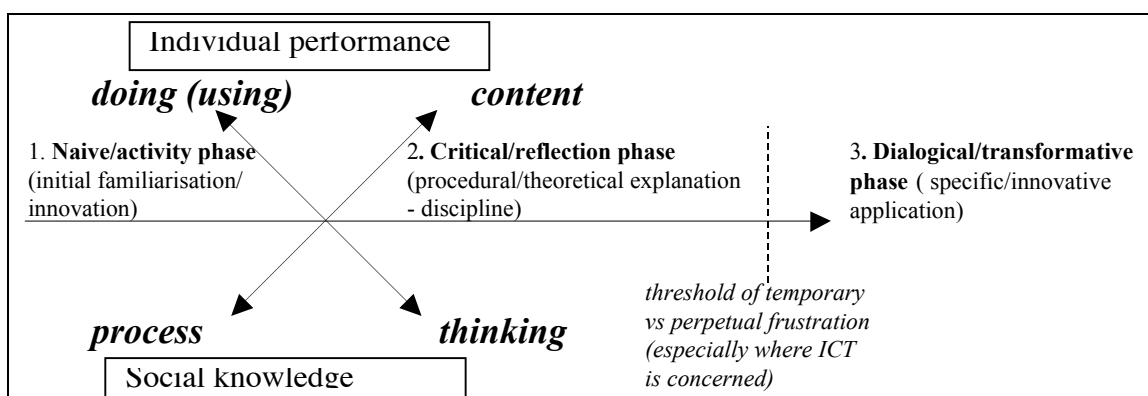 Individual performance
doing (using)
content
1. Naive/activity phase
(initial familiarisation/
innovation)
2. Critical/reflection phase
(procedural/theoretical explanation
- discipline)
3. Dialogical/transformative
phase ( specific/innovative
application)
process
thinking
threshold of temporary
vs perpetual frustration
(especially where ICT
is concerned)
Social knowledge